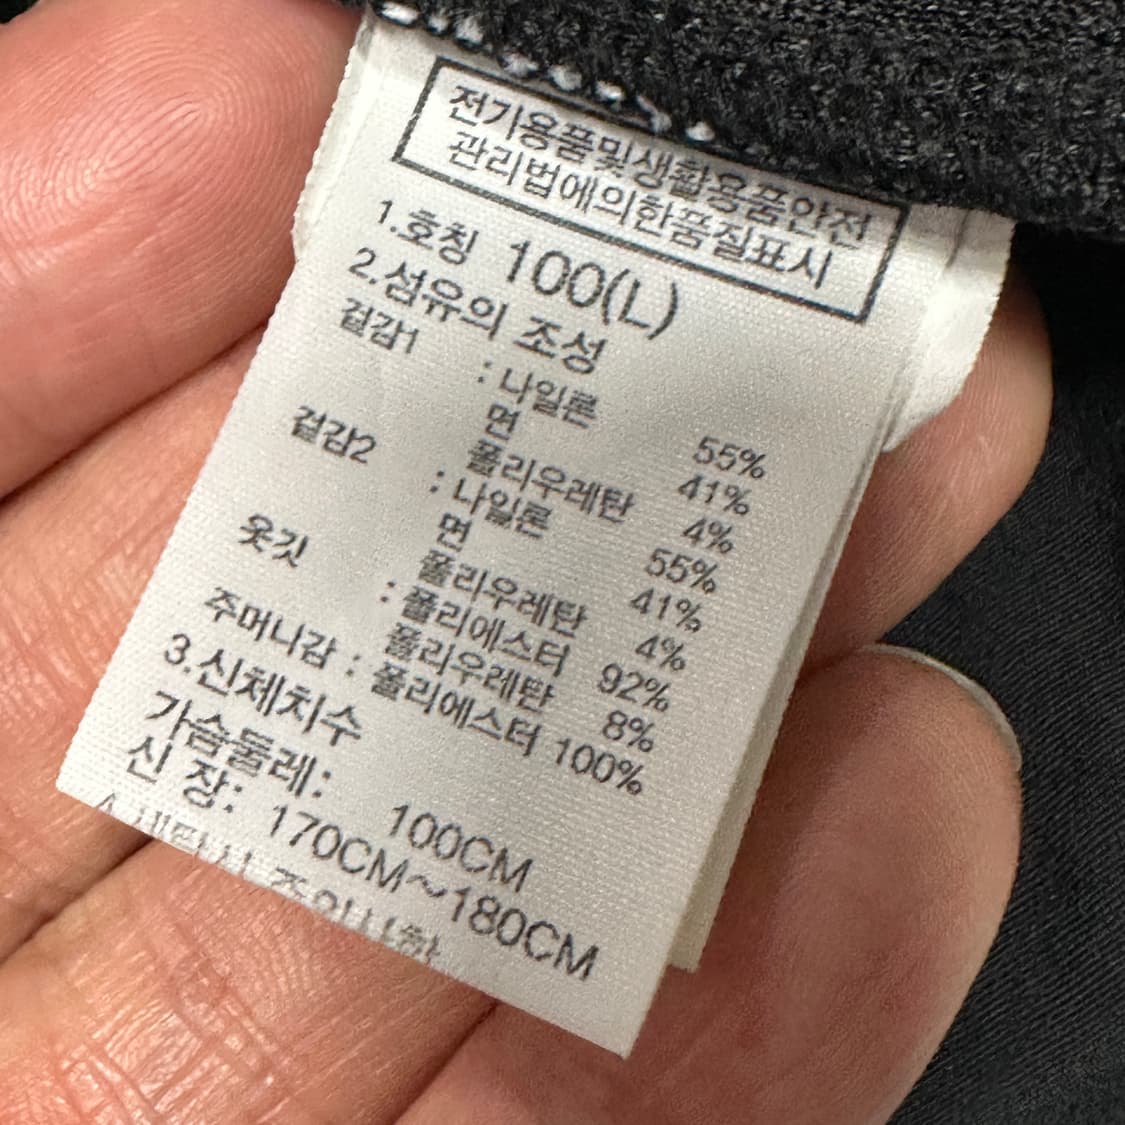 전기용품및생활용품안전
관리법에의한품질표시
1.호칭 100(L)
2.섬유의 조성
겉감1 : 나일론 55%
면 41%
폴리우레탄 4%
겉감2 : 나일론 55%
면 41%
폴리우레탄 4%
옷깃 : 폴리에스터 92%
폴리우레탄 8%
주머니감 : 폴리에스터 100%
3.신체치수
가슴둘레: 100CM
신 장: 170CM~180CM